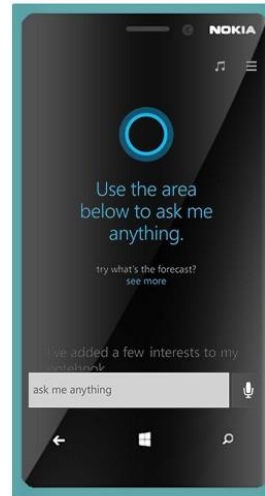 NOKIA
Use the area
below to ask me
anything.
try what's the forecast?
see more
I've added a few interests to my
notebook
ask me anything